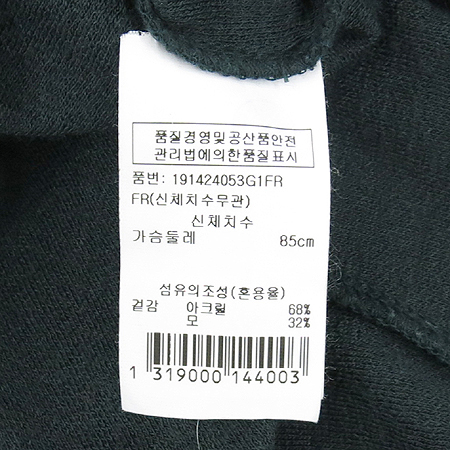 품질경영및공산품안전
관리법에의한품질표시
품번: 191424053G1FR
FR(신체치수무관)
신체치수
가슴둘레 85cm
섬유의조성(혼용율)
겉감 아크릴 68%
모 32%
1 319000 144003